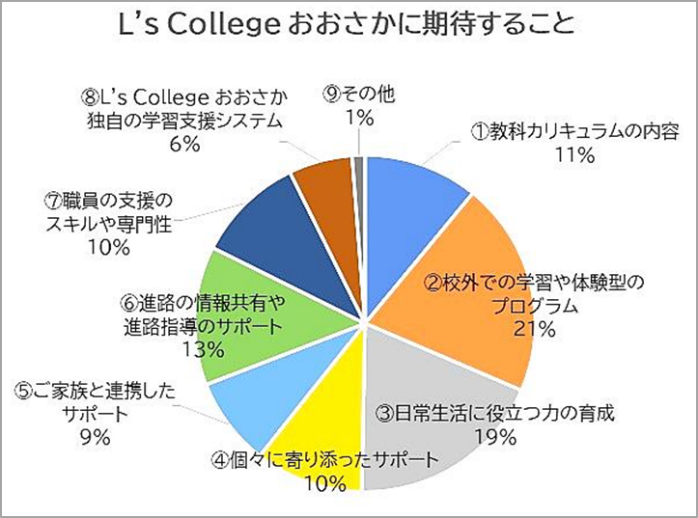 L’s College おおさかに期待すること
①教科カリキュラムの内容
11%
②校外での学習や体験型の
プログラム
21%
③日常生活に役立つ力の育成
19%
④個々に寄り添ったサポート
10%
⑤ご家族と連携した
サポート
9%
⑥進路の情報共有や
進路指導のサポート
13%
⑦職員の支援の
スキルや専門性
10%
⑧L’s College おおさか
独自の学習支援システム
6%
⑨その他
1%